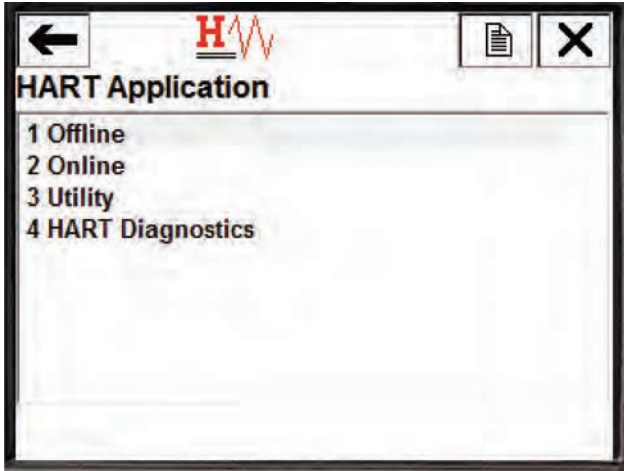 H
HART Application
1 Offline
2 Online
3 Utility
4 HART Diagnostics